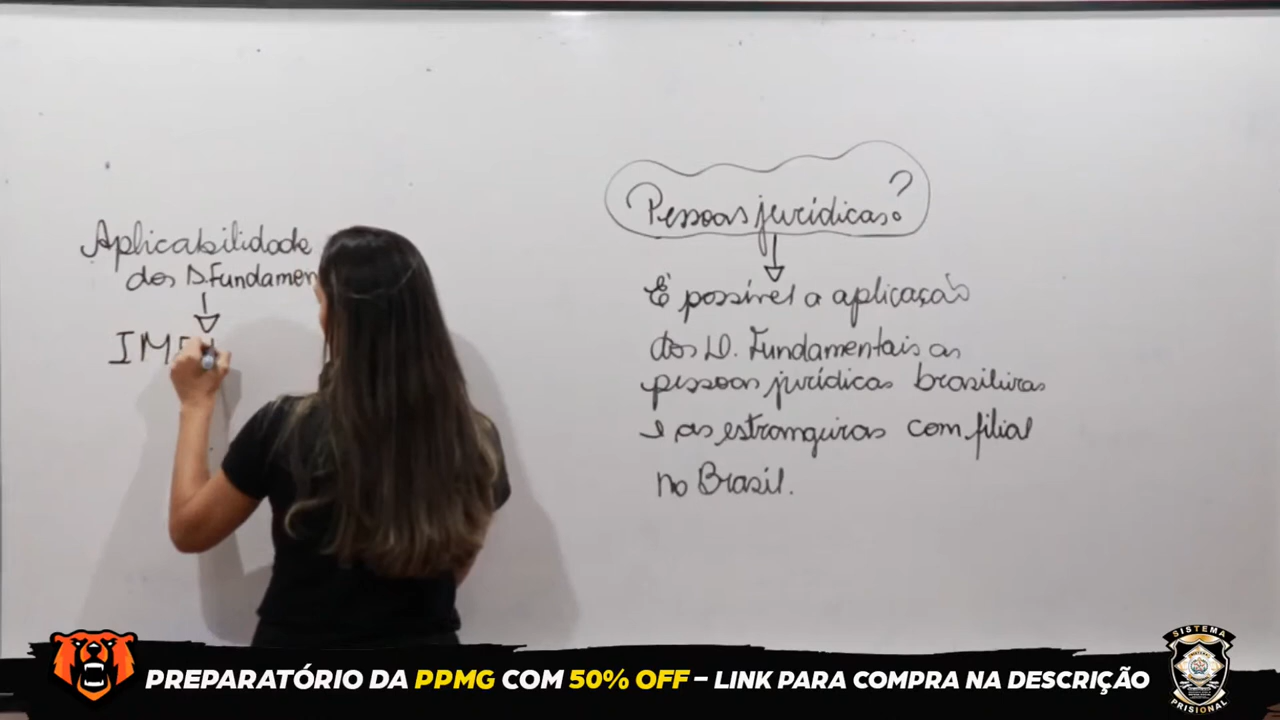 Aplicabilidade
dos D.Fundamen
IME
Pessoas jurídicas?
É possível a aplicação
dos D. Fundamentais as
pessoas jurídicas brasileiras
e as estrangeiras com filial
no Brasil.
PREPARATÓRIO DA PPMG COM 50% OFF – LINK PARA COMPRA NA DESCRIÇÃO
SISTEMA
PRISIONAL